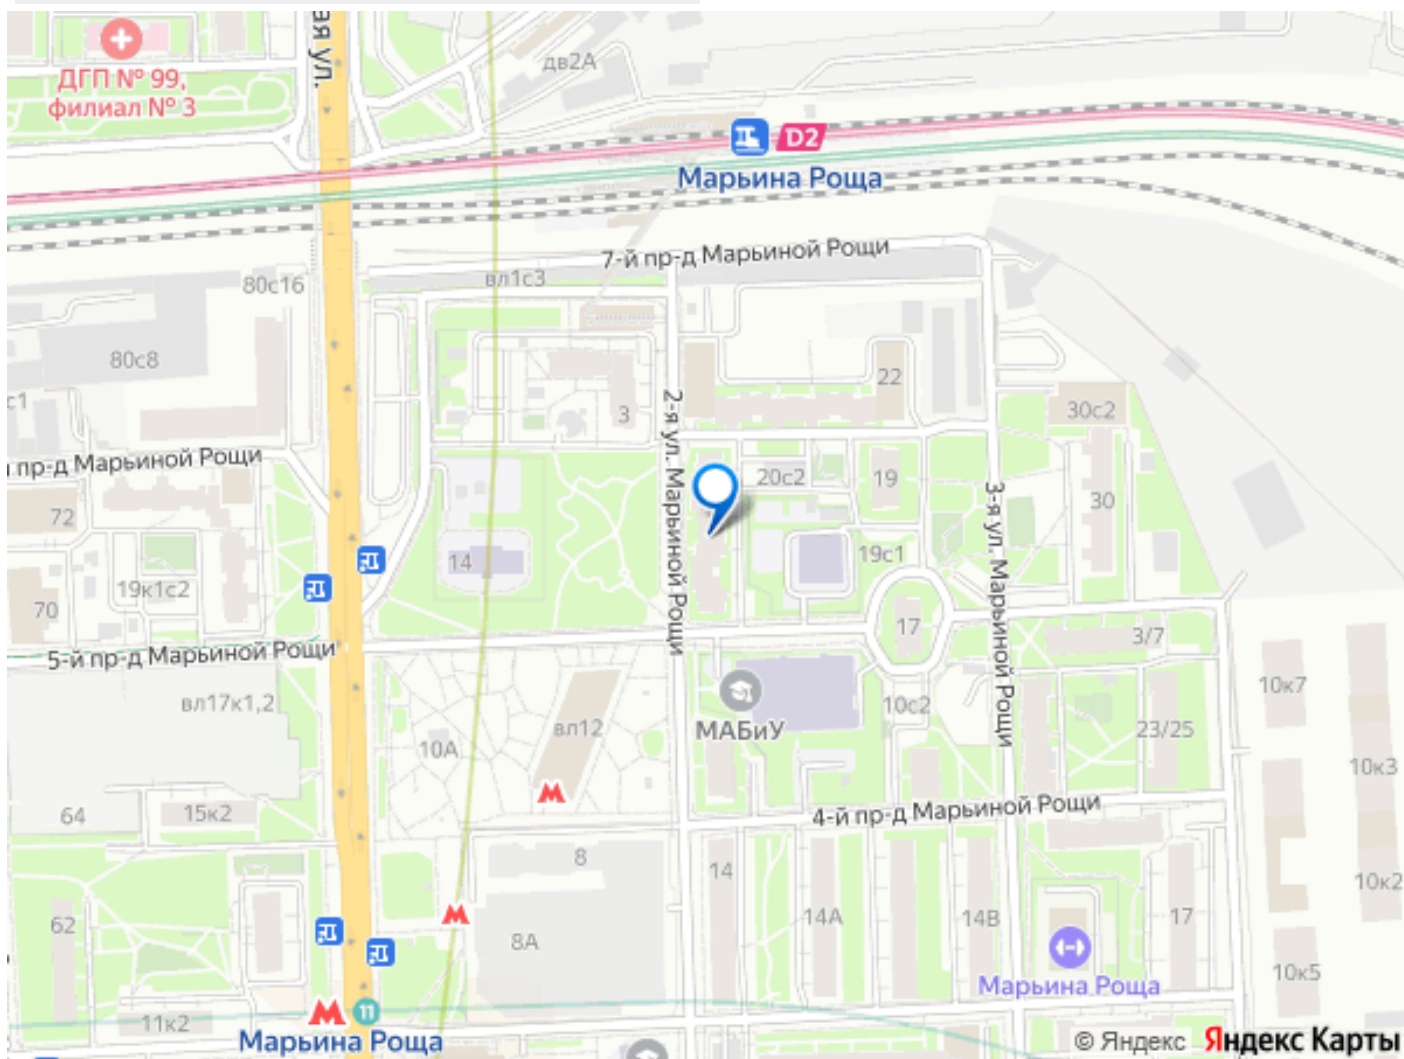 ая ул.
ДГП № 99,
филиал № 3
дв2А
D2
Марьина Роща
7-й пр-д Марьиной Рощи
80с16
вл1с3
80с8
22
с1
3
2-я ул. Марьиной Рощи
30с2
пр-д Марьиной Рощи
20с2
19
3-я ул. Марьиной Рощи
30
72
14
19с1
19к1с2
70
17
3/7
5-й пр-д Марьиной Рощи
10к7
вл17к1,2
10А
вл12
МАБиУ
10с2
23/25
10к3
64
15к2
4-й пр-д Марьиной Рощи
8
14
10к2
62
8А
14А
14В
17
Марьина Роща
10к5
11к2
11
Марьина Роща
© Яндекс Яндекс Карты